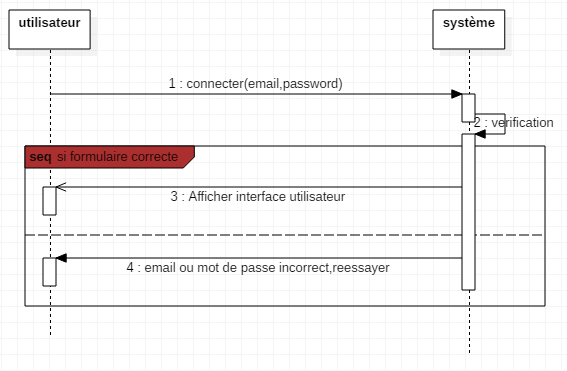 utilisateur
système
1 : connecter(email,password)
2 : verification
seq si formulaire correcte
3 : Afficher interface utilisateur
4 : email ou mot de passe incorrect,reessayer